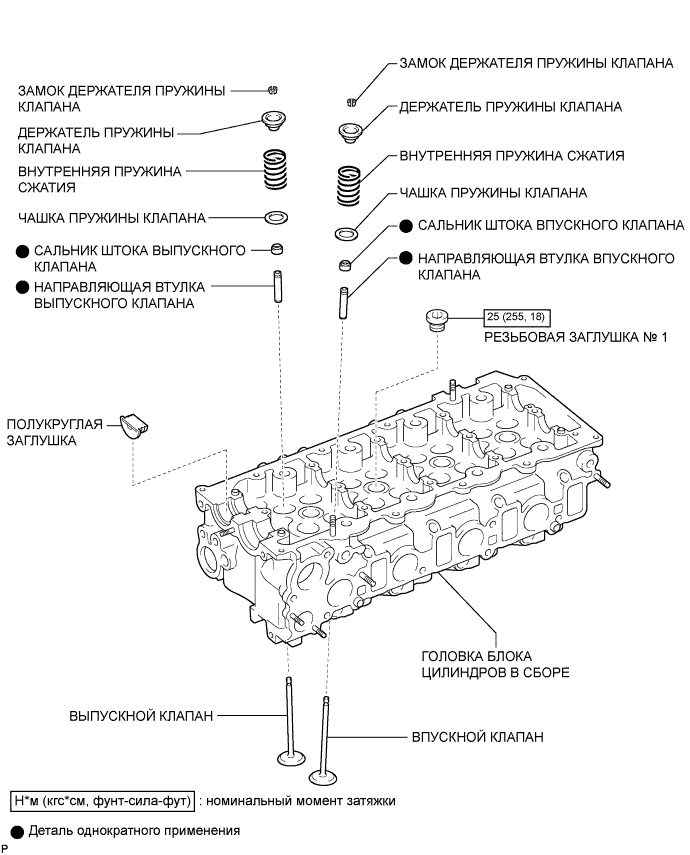 ЗАМОК ДЕРЖАТЕЛЯ ПРУЖИНЫ
КЛАПАНА
ДЕРЖАТЕЛЬ ПРУЖИНЫ
КЛАПАНА
ВНУТРЕННЯЯ ПРУЖИНА
СЖАТИЯ
ЧАШКА ПРУЖИНЫ КЛАПАНА
САЛЬНИК ШТОКА ВЫПУСКНОГО
КЛАПАНА
НАПРАВЛЯЮЩАЯ ВТУЛКА
ВЫПУСКНОГО КЛАПАНА
ЗАМОК ДЕРЖАТЕЛЯ ПРУЖИНЫ КЛАПАНА
ДЕРЖАТЕЛЬ ПРУЖИНЫ КЛАПАНА
ВНУТРЕННЯЯ ПРУЖИНА СЖАТИЯ
ЧАШКА ПРУЖИНЫ КЛАПАНА
САЛЬНИК ШТОКА ВПУСКНОГО КЛАПАНА
НАПРАВЛЯЮЩАЯ ВТУЛКА ВПУСКНОГО
КЛАПАНА
25 (255, 18)
РЕЗЬБОВАЯ ЗАГЛУШКА № 1
ПОЛУКРУГЛАЯ
ЗАГЛУШКА
ГОЛОВКА БЛОКА
ЦИЛИНДРОВ В СБОРЕ
ВЫПУСКНОЙ КЛАПАН
ВПУСКНОЙ КЛАПАН
Н*м (кгс*см, фунт-сила-фут) : номинальный момент затяжки
Деталь однократного применения
P